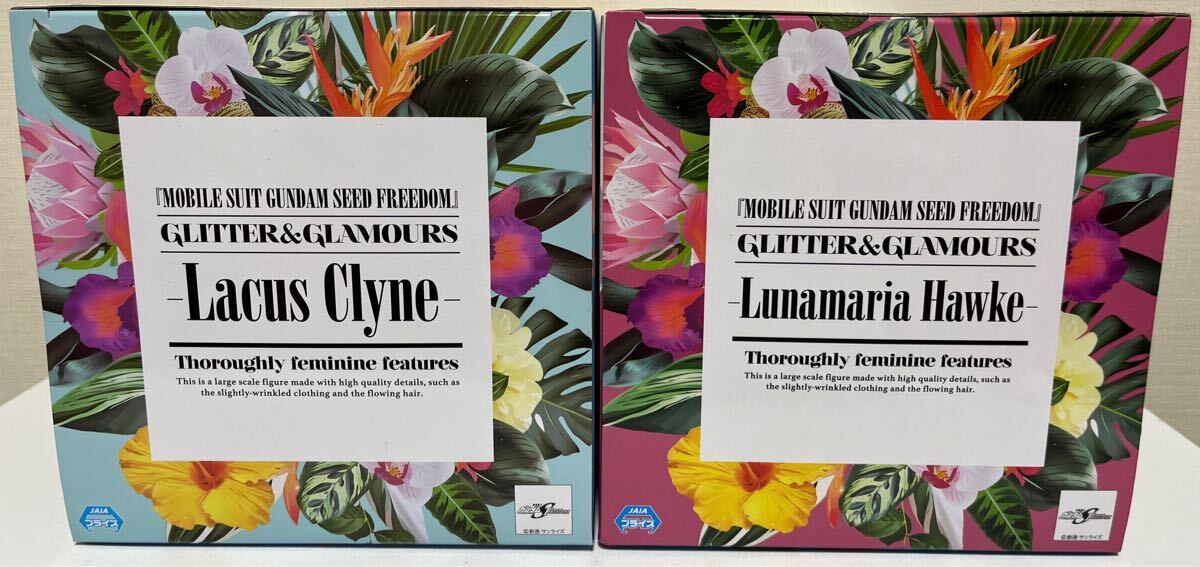 『MOBILE SUIT GUNDAM SEED FREEDOM』
GLITTER&GLAMOURS
-Lacus Clyne-
Thoroughly feminine features
This is a large scale figure made with high quality details, such as
the slightly-wrinkled clothing and the flowing hair.
JAIA
プライズ
©創通・サンライズ
『MOBILE SUIT GUNDAM SEED FREEDOM』
GLITTER&GLAMOURS
-Lunamaria Hawke-
Thoroughly feminine features
This is a large scale figure made with high quality details, such as
the slightly-wrinkled clothing and the flowing hair.
JAIA
プライズ
©創通・サンライズ